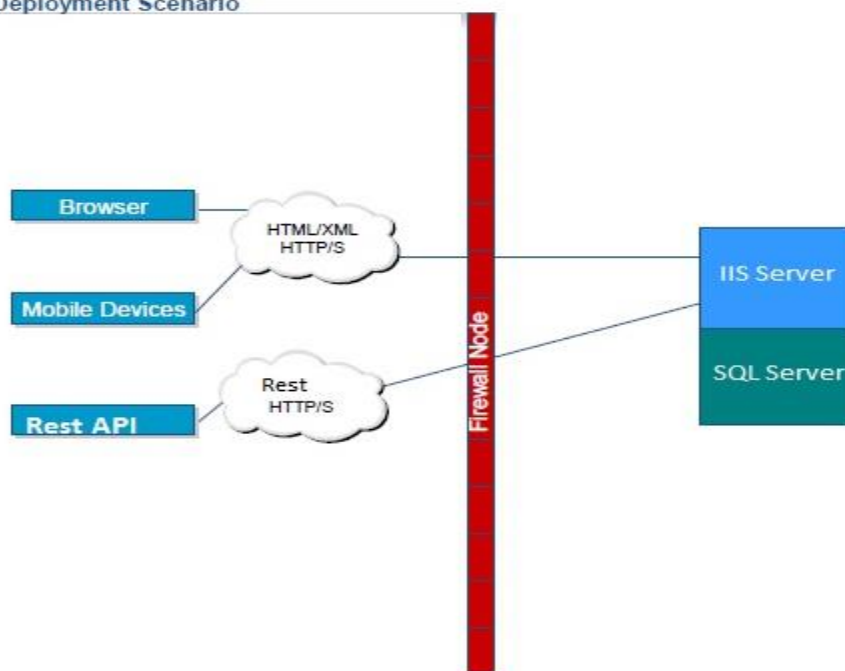 Deployment Scenario
Browser
HTML/XML
HTTP/S
IIS Server
Mobile Devices
Firewall Node
SQL Server
Rest
HTTP/S
Rest API